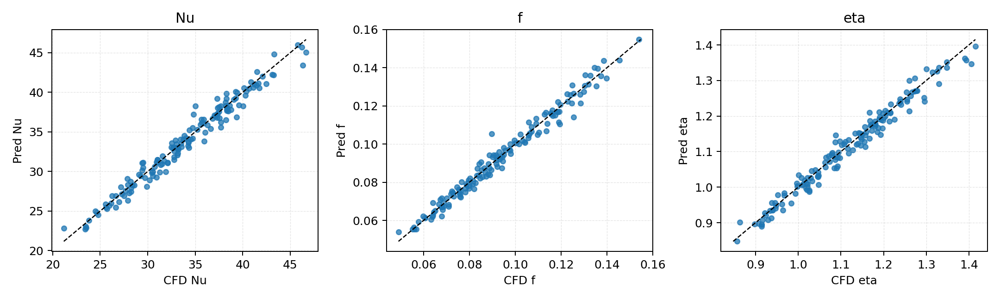 Nu
f
eta
Pred Nu
45
40
35
30
25
20
20 25 30 35 40 45
CFD Nu
Pred f
0.16
0.14
0.12
0.10
0.08
0.06
0.06 0.08 0.10 0.12 0.14 0.16
CFD f
Pred eta
1.4
1.3
1.2
1.1
1.0
0.9
0.9 1.0 1.1 1.2 1.3 1.4
CFD eta